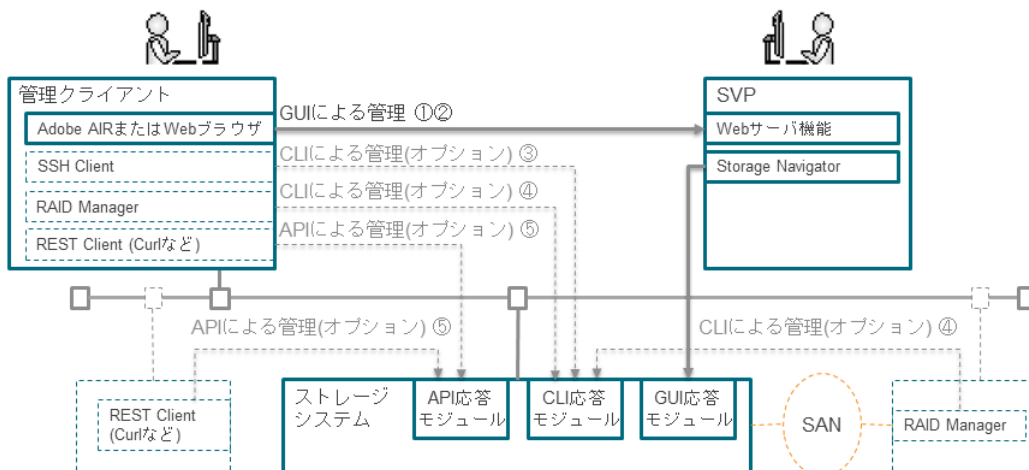 管理クライアント
Adobe AIRまたはWebブラウザ
SSH Client
RAID Manager
REST Client (Curlなど)
GUIによる管理 ①②
CLIによる管理(オプション) ③
CLIによる管理(オプション) ④
APIによる管理(オプション) ⑤
SVP
Webサーバ機能
Storage Navigator
APIによる管理(オプション) ⑤
CLIによる管理(オプション) ④
REST Client
(Curlなど)
ストレージ
システム
API応答
モジュール
CLI応答
モジュール
GUI応答
モジュール
SAN
RAID Manager